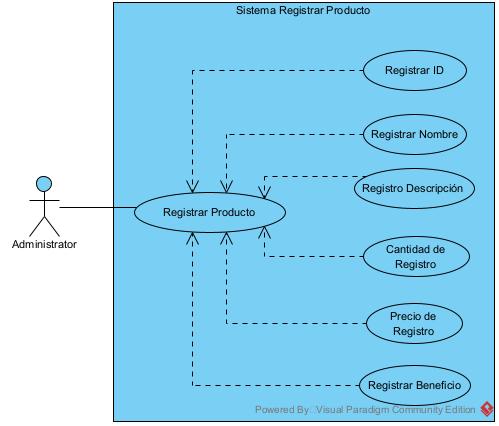 Sistema Registrar Producto
Registrar ID
Registrar Nombre
Registro Descripción
Registrar Producto
Administrator
Cantidad de
Registro
Precio de
Registro
Registrar Beneficio
Powered By Visual Paradigm Community Edition